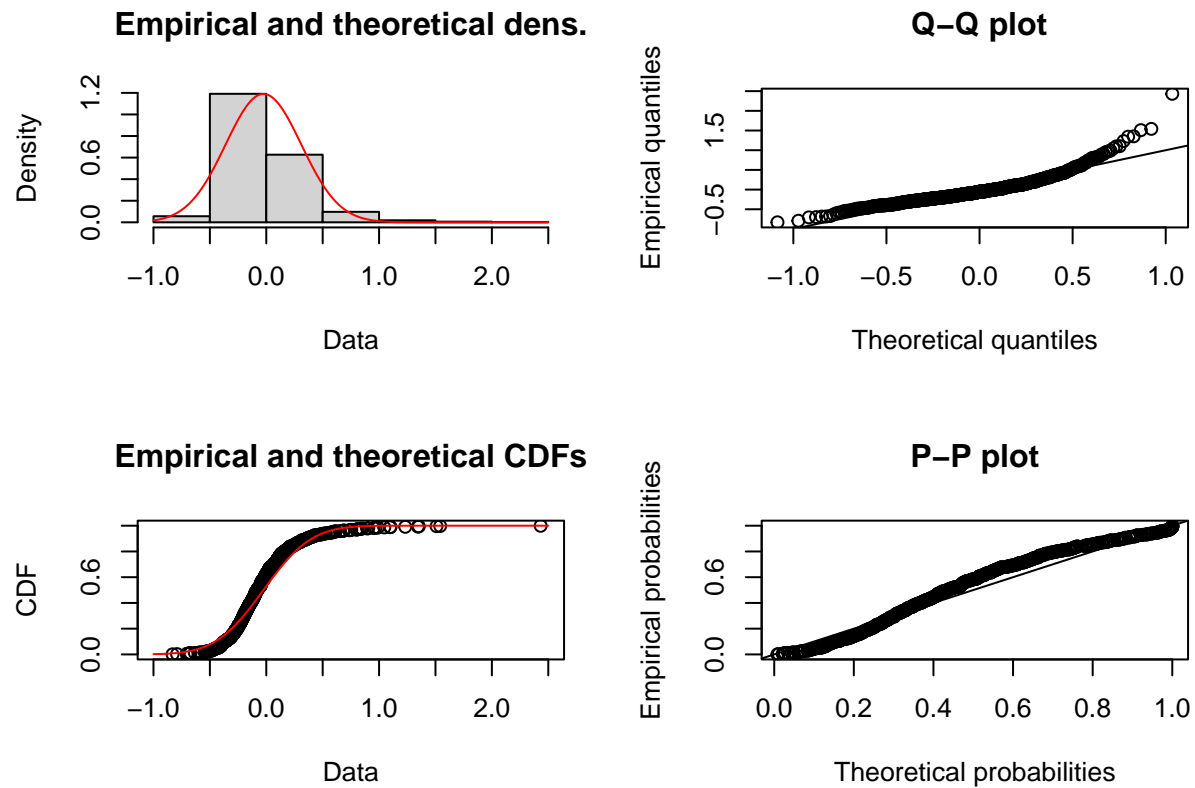 Empirical and theoretical dens.
Density
0.0 0.6 1.2
−1.0 0.0 1.0 2.0
Data
Q−Q plot
Empirical quantiles
−0.5 1.5
−1.0 −0.5 0.0 0.5 1.0
Theoretical quantiles
Empirical and theoretical CDFs
CDF
0.0 0.6
−1.0 0.0 1.0 2.0
Data
P−P plot
Empirical probabilities
0.0 0.6
0.0 0.2 0.4 0.6 0.8 1.0
Theoretical probabilities